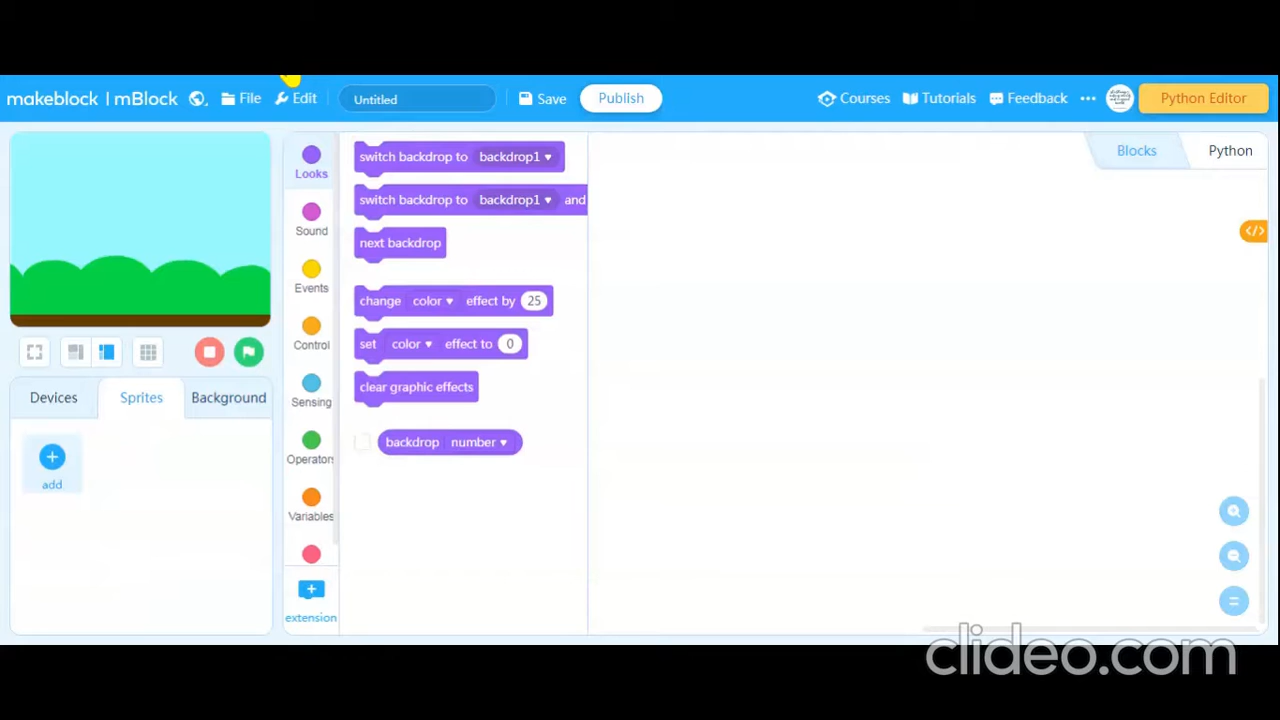 makeblock | mBlock File Edit Untitled Save Publish Courses Tutorials Feedback Python Editor
Looks
Sound
Events
Control
Sensing
Operators
Variables
extension
switch backdrop to backdrop1
switch backdrop to backdrop1 and
next backdrop
change color effect by 25
set color effect to 0
clear graphic effects
backdrop number
Blocks Python
</>
Devices Sprites Background
add
clideo.com